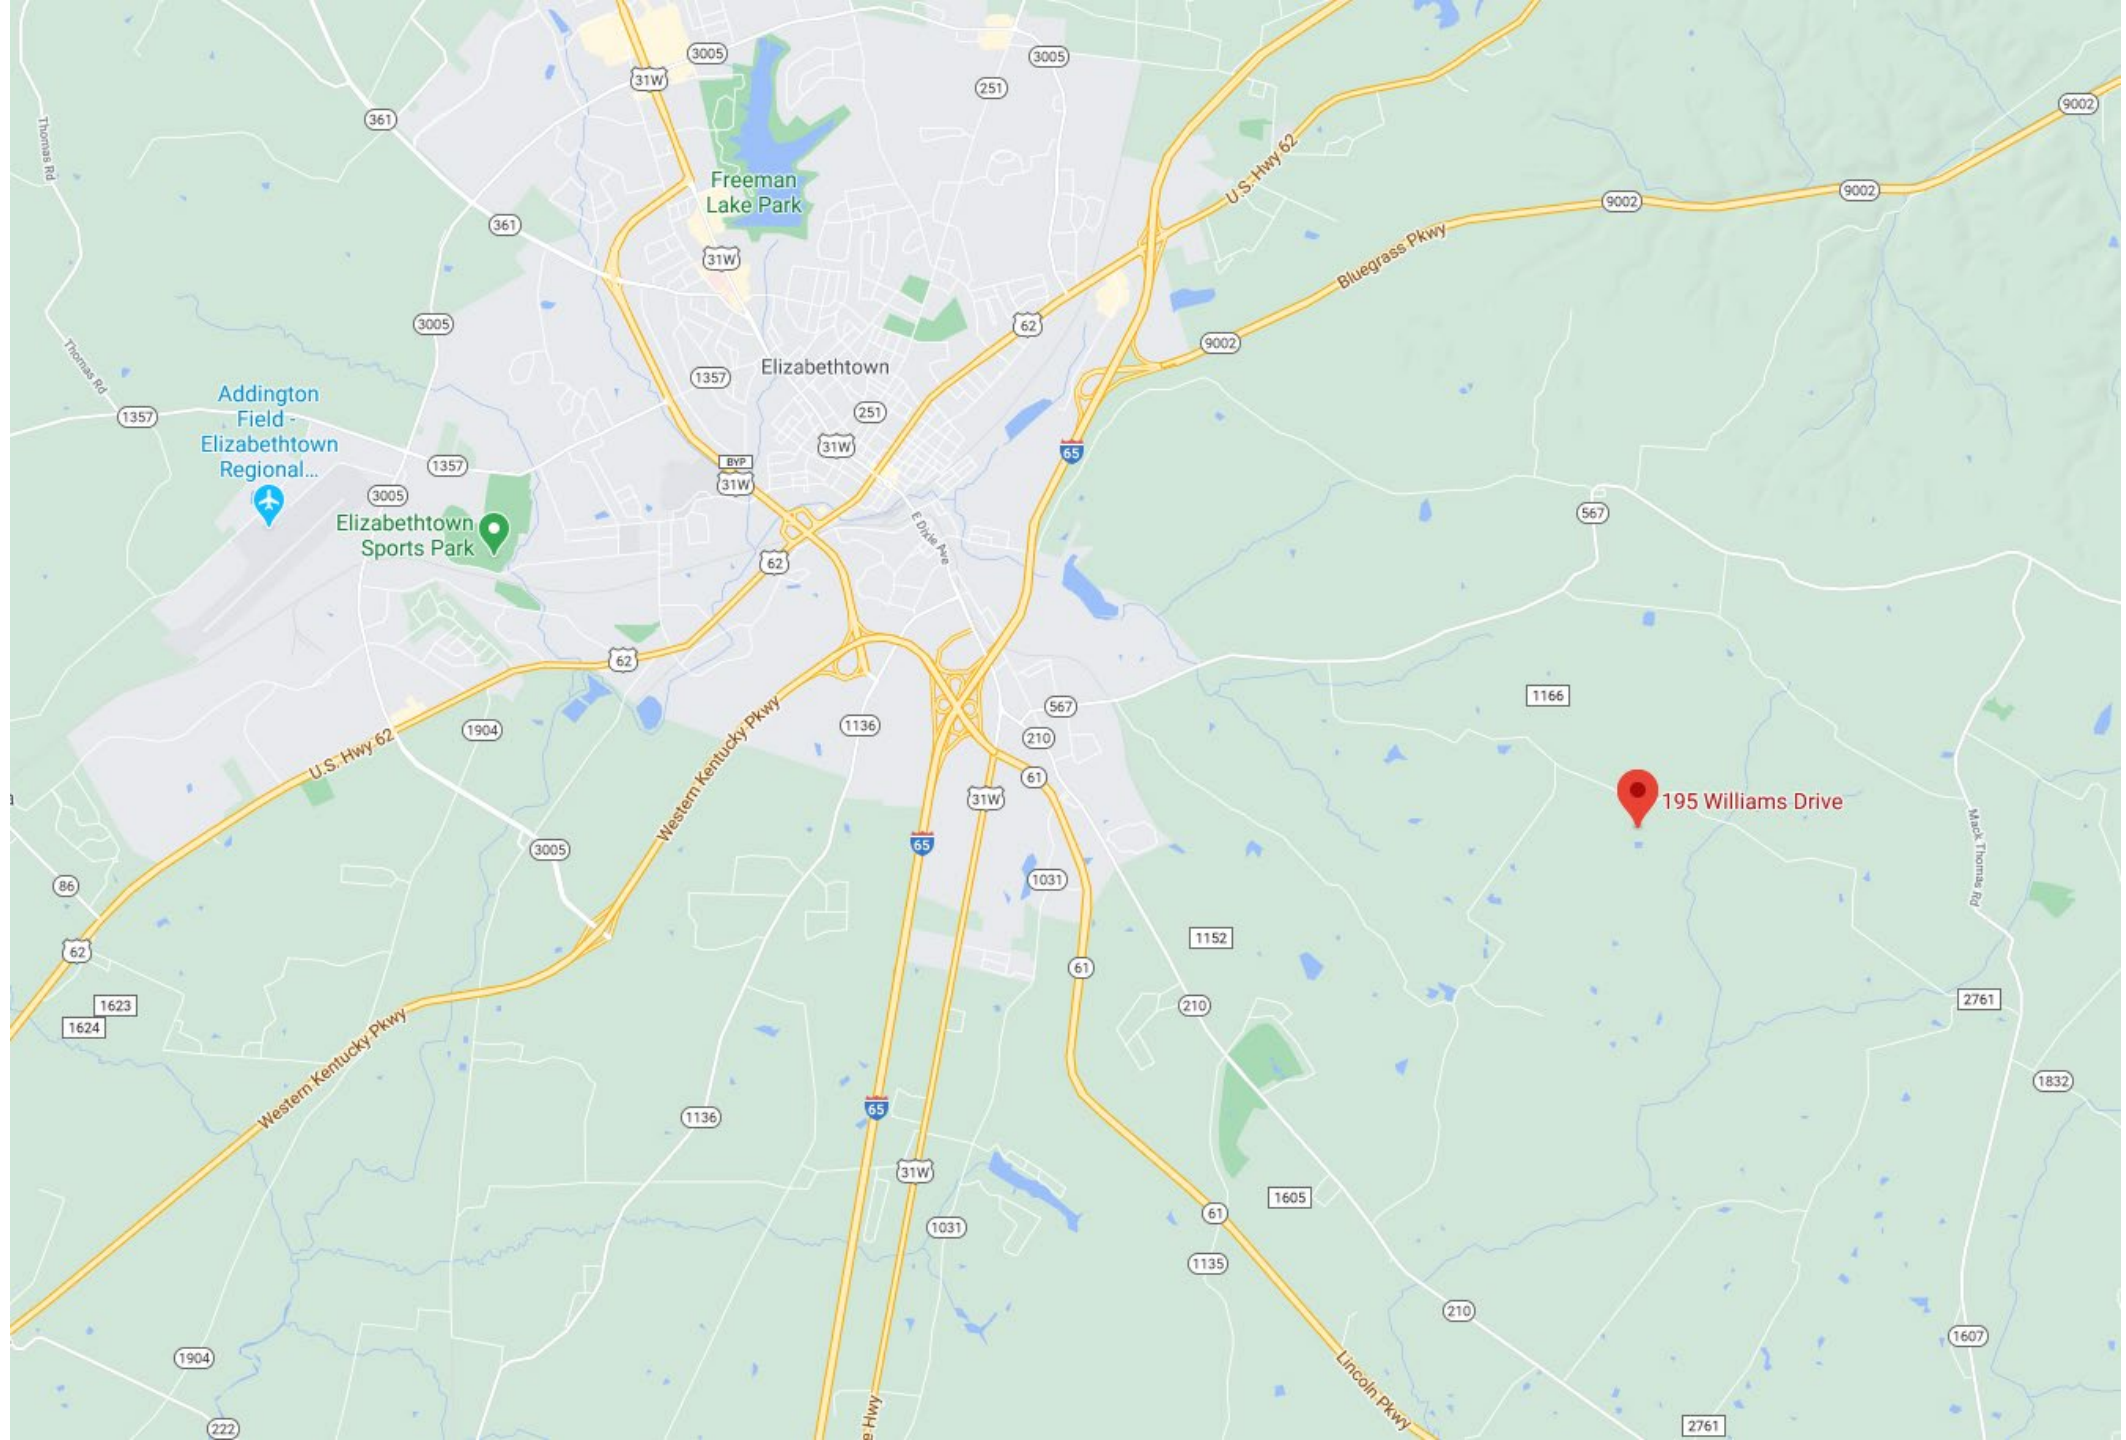 3005
3005
31W
251
9002
361
Thomas Rd
U.S. Hwy 62
Freeman
Lake Park
9002
9002
361
Bluegrass Pkwy
31W
3005
62
9002
Thomas Rd
Elizabethtown
1357
Addington
Field -
Elizabethtown
Regional...
251
1357
31W
65
1357
BYP
31W
3005
567
Elizabethtown
Sports Park
E Dixie Ave
62
62
1166
567
1904
1136
210
U.S. Hwy 62
Western Kentucky Pkwy
61
31W
195 Williams Drive
a
65
3005
Mack Thomas Rd
1031
86
1152
62
61
2761
1623
210
1624
Western Kentucky Pkwy
1832
65
1136
31W
1605
61
1031
1135
210
1607
1904
Lincoln Pkwy
e Hwy
2761
222